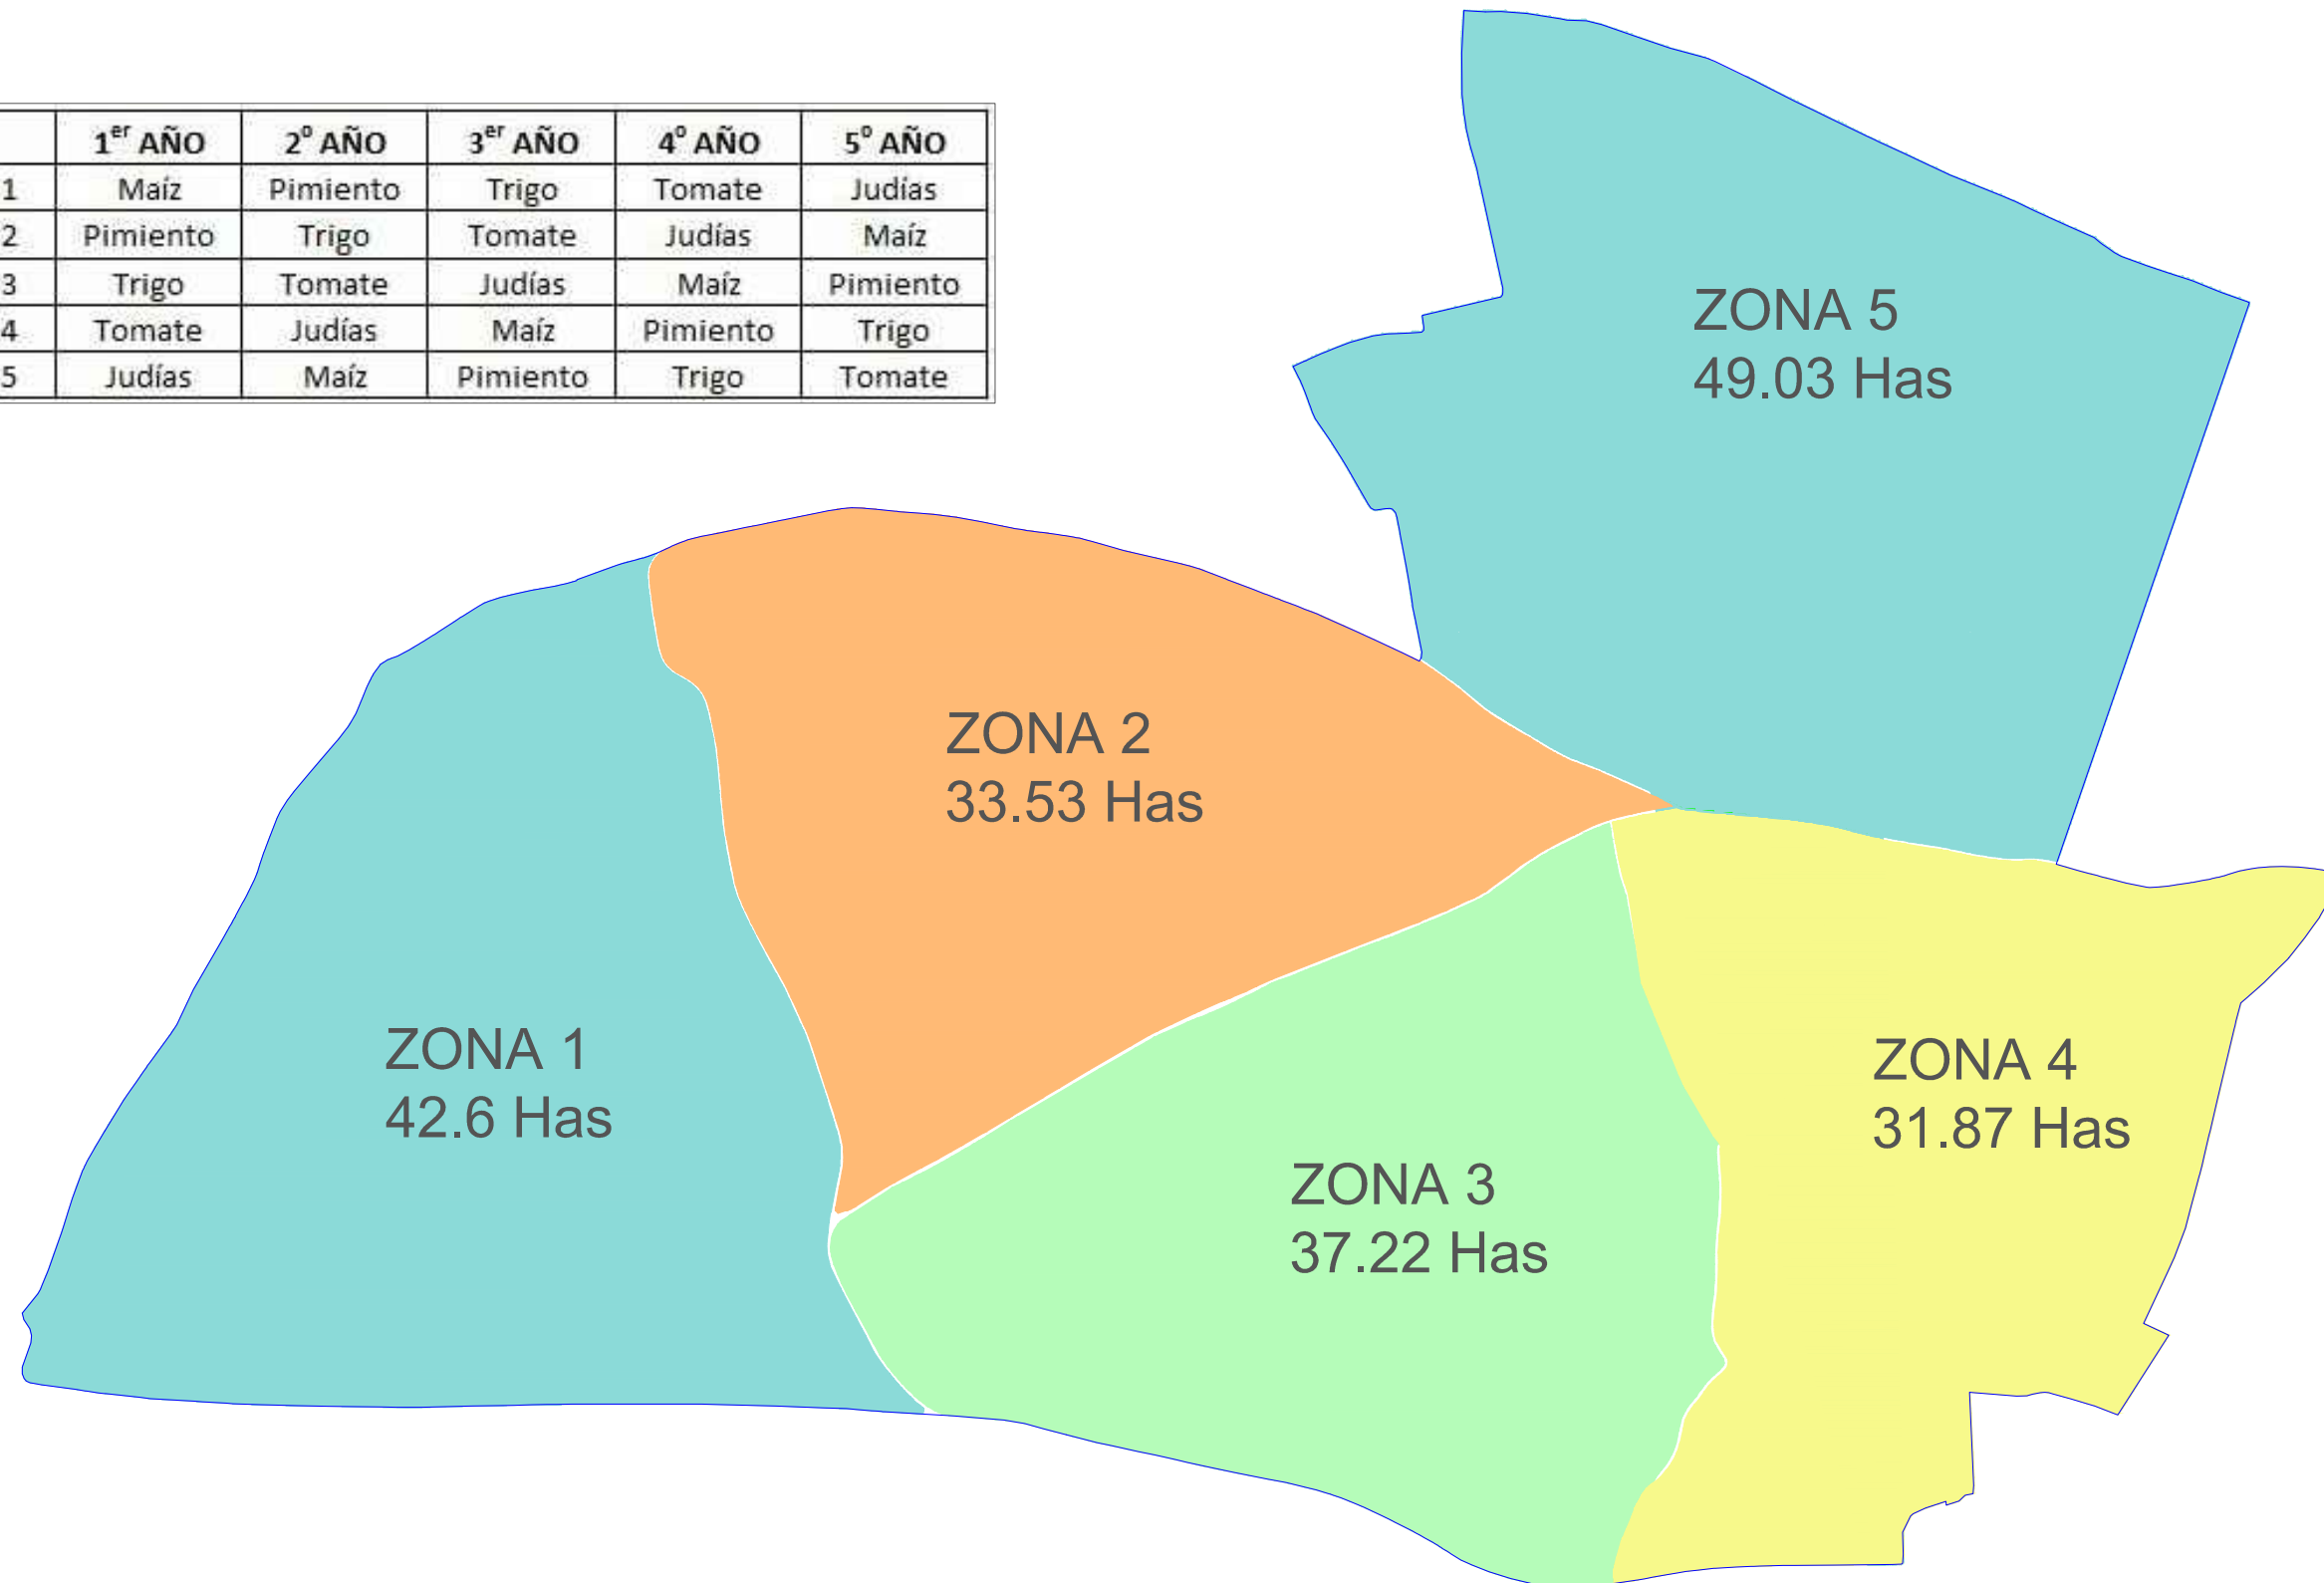 1er AÑO 2º AÑO 3er AÑO 4º AÑO 5º AÑO
1 Maíz Pimiento Trigo Tomate Judías
2 Pimiento Trigo Tomate Judías Maíz
3 Trigo Tomate Judías Maíz Pimiento
4 Tomate Judías Maíz Pimiento Trigo
5 Judías Maíz Pimiento Trigo Tomate
ZONA 5
49.03 Has
ZONA 2
33.53 Has
ZONA 1
42.6 Has
ZONA 4
31.87 Has
ZONA 3
37.22 Has